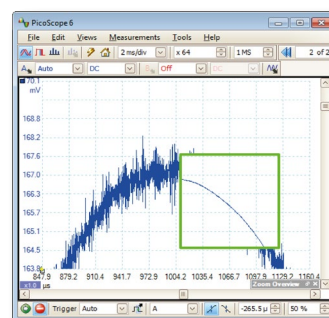 PicoScope 6
File Edit Views Measurements Tools Help
2 ms/div x 64 1 MS 2 of 2
A Auto DC Off DC
170.1
mV
168.8
168.2
167.6
167.0
166.3
165.7
165.1
164.5
163.8
847.9 879.2 910.4 941.7 972.9 1004.2 1035.4 1066.7 1097.9 1129.2 1160.4
x1.0 µs Zoom Overview
Trigger Auto A -265.5 µ 50 %